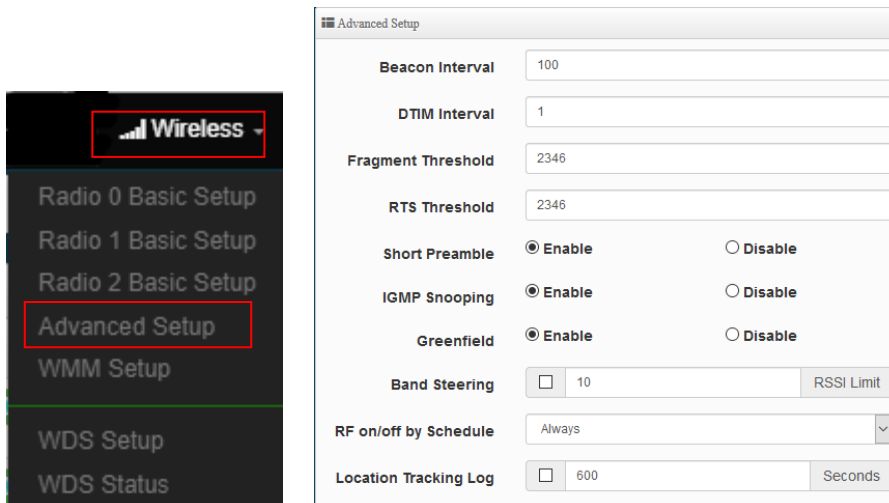 Wireless
Radio 0 Basic Setup
Radio 1 Basic Setup
Radio 2 Basic Setup
Advanced Setup
WMM Setup
WDS Setup
WDS Status
Advanced Setup
Beacon Interval 100
DTIM Interval 1
Fragment Threshold 2346
RTS Threshold 2346
Short Preamble Enable Disable
IGMP Snooping Enable Disable
Greenfield Enable Disable
Band Steering 10 RSSI Limit
RF on/off by Schedule Always
Location Tracking Log 600 Seconds